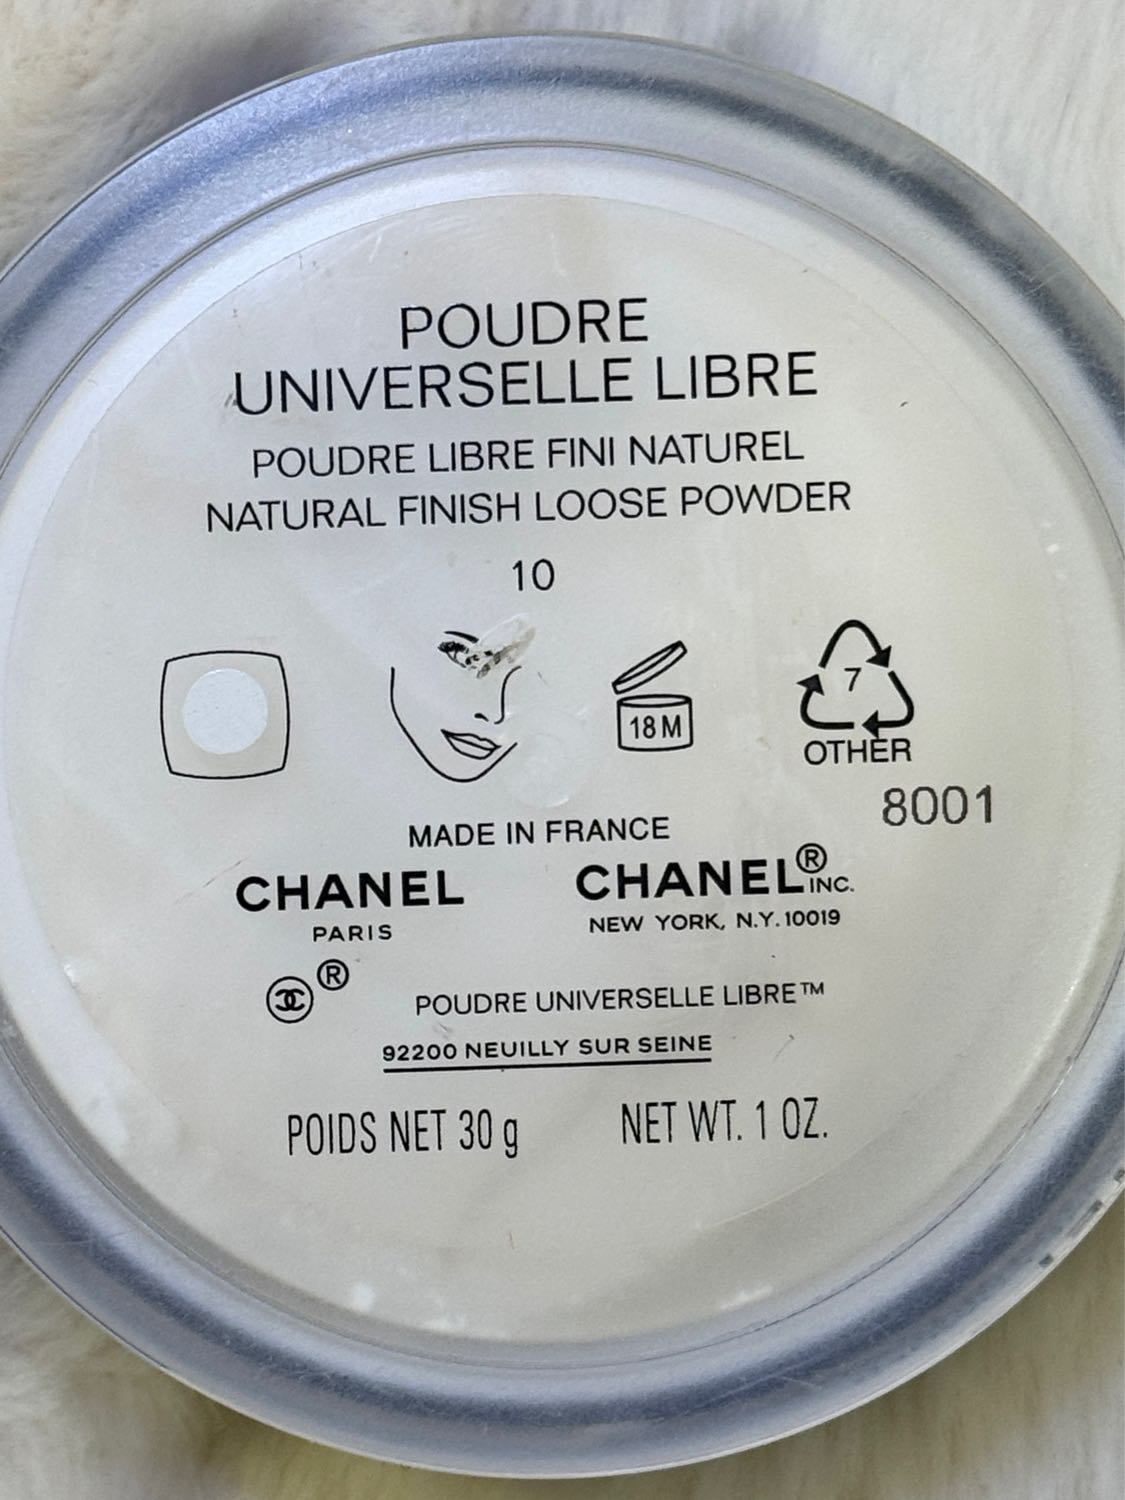 POUDRE
UNIVERSELLE LIBRE
POUDRE LIBRE FINI NATUREL
NATURAL FINISH LOOSE POWDER
10
18 M
7
OTHER
8001
MADE IN FRANCE
CHANEL
PARIS
CHANEL® INC.
NEW YORK, N.Y. 10019
®
POUDRE UNIVERSELLE LIBRE™
92200 NEUILLY SUR SEINE
POIDS NET 30 g
NET WT. 1 OZ.